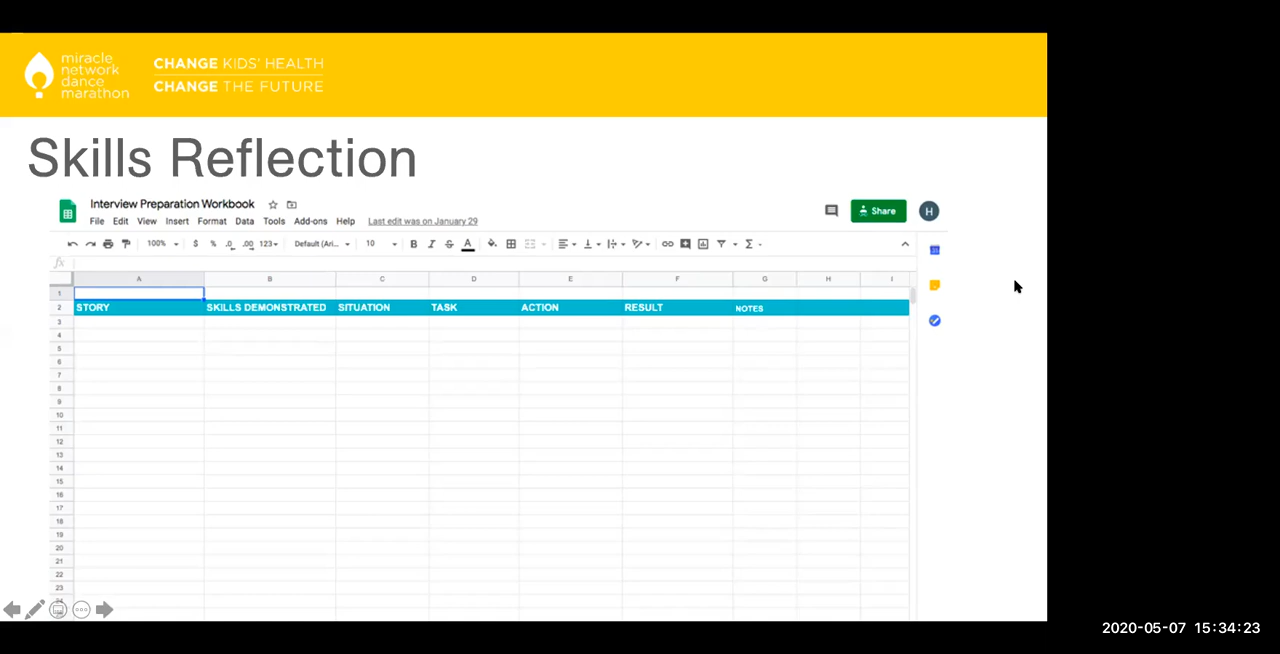 miracle
network
dance
marathon
CHANGE KIDS' HEALTH
CHANGE THE FUTURE
Skills Reflection
Interview Preparation Workbook
File Edit View Insert Format Data Tools Add-ons Help Last edit was on January 29
Share
H
100% $ % .0 .00 123 Default (Ari... 10 B I S A
fx
A B C D E F G H I
1
2 STORY SKILLS DEMONSTRATED SITUATION TASK ACTION RESULT NOTES
3
4
5
6
7
8
9
10
11
12
13
14
15
16
17
18
19
20
21
22
23
2020-05-07 15:34:23